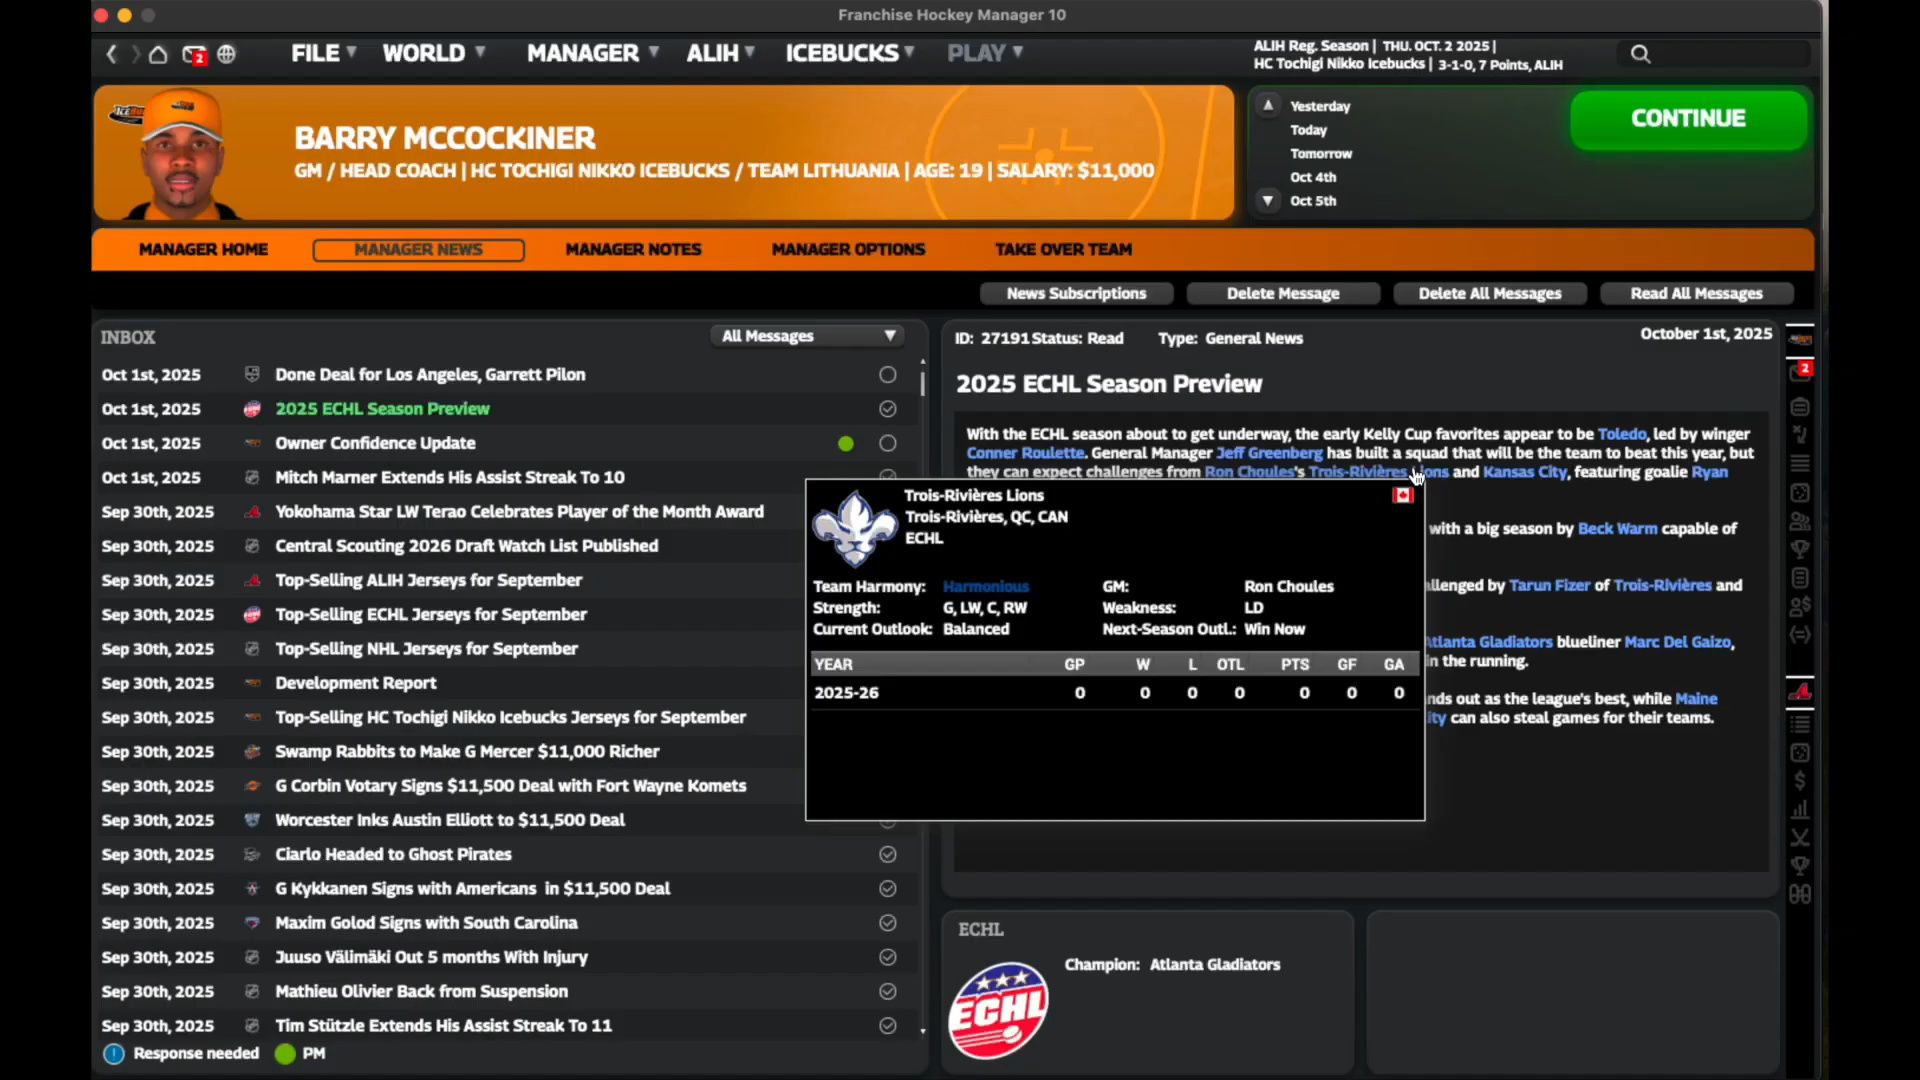 Franchise Hockey Manager 10
2
FILE
WORLD
MANAGER
ALIH
ICEBUCKS
PLAY
ALIH Reg. Season | THU. OCT. 2 2025 |
HC Tochigi Nikko Icebucks | 3-1-0, 7 Points, ALIH
BARRY MCCOCKINER
GM / HEAD COACH | HC TOCHIGI NIKKO ICEBUCKS / TEAM LITHUANIA | AGE: 19 | SALARY: $11,000
Yesterday
Today
Tomorrow
Oct 4th
Oct 5th
CONTINUE
MANAGER HOME
MANAGER NEWS
MANAGER NOTES
MANAGER OPTIONS
TAKE OVER TEAM
News Subscriptions
Delete Message
Delete All Messages
Read All Messages
INBOX
All Messages
Oct 1st, 2025 Done Deal for Los Angeles, Garrett Pilon
Oct 1st, 2025 2025 ECHL Season Preview
Oct 1st, 2025 Owner Confidence Update
Oct 1st, 2025 Mitch Marner Extends His Assist Streak To 10
Sep 30th, 2025 Yokohama Star LW Terao Celebrates Player of the Month Award
Sep 30th, 2025 Central Scouting 2026 Draft Watch List Published
Sep 30th, 2025 Top-Selling ALIH Jerseys for September
Sep 30th, 2025 Top-Selling ECHL Jerseys for September
Sep 30th, 2025 Top-Selling NHL Jerseys for September
Sep 30th, 2025 Development Report
Sep 30th, 2025 Top-Selling HC Tochigi Nikko Icebucks Jerseys for September
Sep 30th, 2025 Swamp Rabbits to Make G Mercer $11,000 Richer
Sep 30th, 2025 G Corbin Votary Signs $11,500 Deal with Fort Wayne Komets
Sep 30th, 2025 Worcester Inks Austin Elliott to $11,500 Deal
Sep 30th, 2025 Ciarlo Headed to Ghost Pirates
Sep 30th, 2025 G Kykkanen Signs with Americans in $11,500 Deal
Sep 30th, 2025 Maxim Golod Signs with South Carolina
Sep 30th, 2025 Juuso Välimäki Out 5 months With Injury
Sep 30th, 2025 Mathieu Olivier Back from Suspension
Sep 30th, 2025 Tim Stützle Extends His Assist Streak To 11
Response needed
PM
ID: 27191 Status: Read Type: General News
October 1st, 2025
2025 ECHL Season Preview
With the ECHL season about to get underway, the early Kelly Cup favorites appear to be Toledo, led by winger
Conner Roulette. General Manager Jeff Greenberg has built a squad that will be the team to beat this year, but
they can expect challenges from Ron Choules's Trois-Rivières Lions and Kansas City, featuring goalie Ryan
with a big season by Beck Warm capable of
llenged by Tarun Fizer of Trois-Rivières and
Atlanta Gladiators blueliner Marc Del Gaizo,
in the running.
nds out as the league's best, while Maine
ity can also steal games for their teams.
Trois-Rivières Lions
Trois-Rivières, QC, CAN
ECHL
Team Harmony: Harmonious GM: Ron Choules
Strength: G, LW, C, RW Weakness: LD
Current Outlook: Balanced Next-Season Outl.: Win Now
YEAR GP W L OTL PTS GF GA
2025-26 0 0 0 0 0 0 0
ECHL
Champion: Atlanta Gladiators
ECHL
2